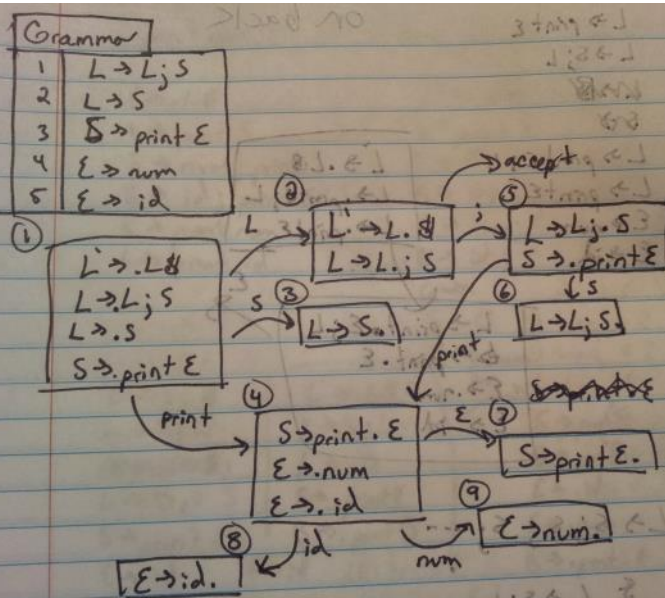 Grammar
1 L → L; S
2 L → S
3 S → print E
4 E → num
5 E → id
accept
①
L' → .L$
L → .L; S
L → .S
S → .print E
L
②
L' → L.$
L → L.; S
;
⑤
L → L;.S
S → .print E
S
③
L → S.
S
⑥
L → L; S.
print
print
④
S → print. E
E → .num
E → .id
E
⑦
S → print E.
id
⑧
E → id.
num
⑨
E → num.